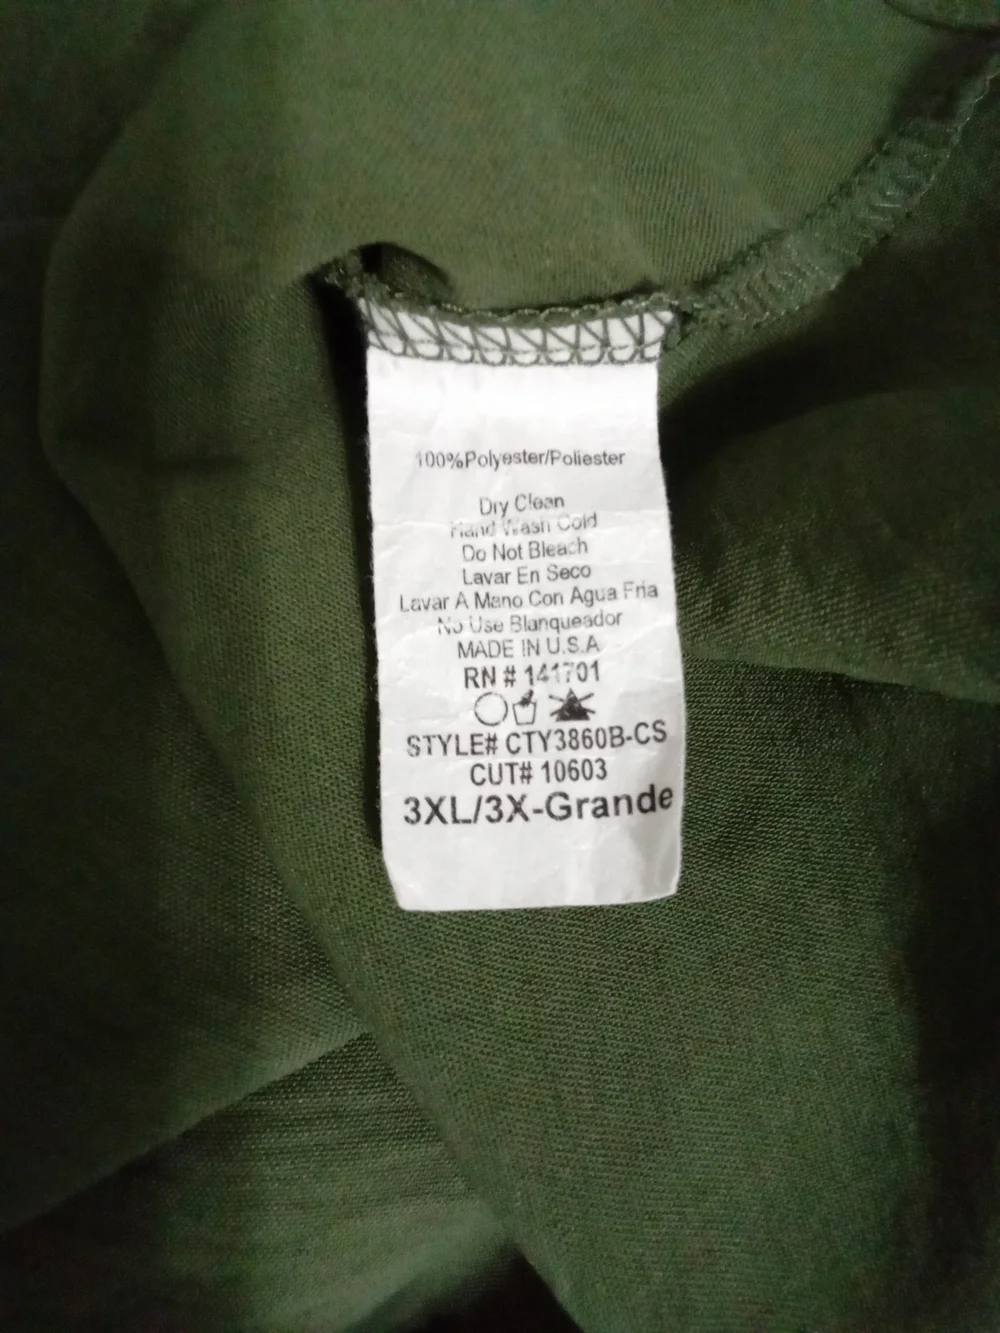 100%Polyester/Poliester
Dry Clean
Hand Wash Cold
Do Not Bleach
Lavar En Seco
Lavar A Mano Con Agua Fria
No Use Blanqueador
MADE IN U.S.A
RN # 141701
STYLE# CTY3860B-CS
CUT# 10603
3XL/3X-Grande